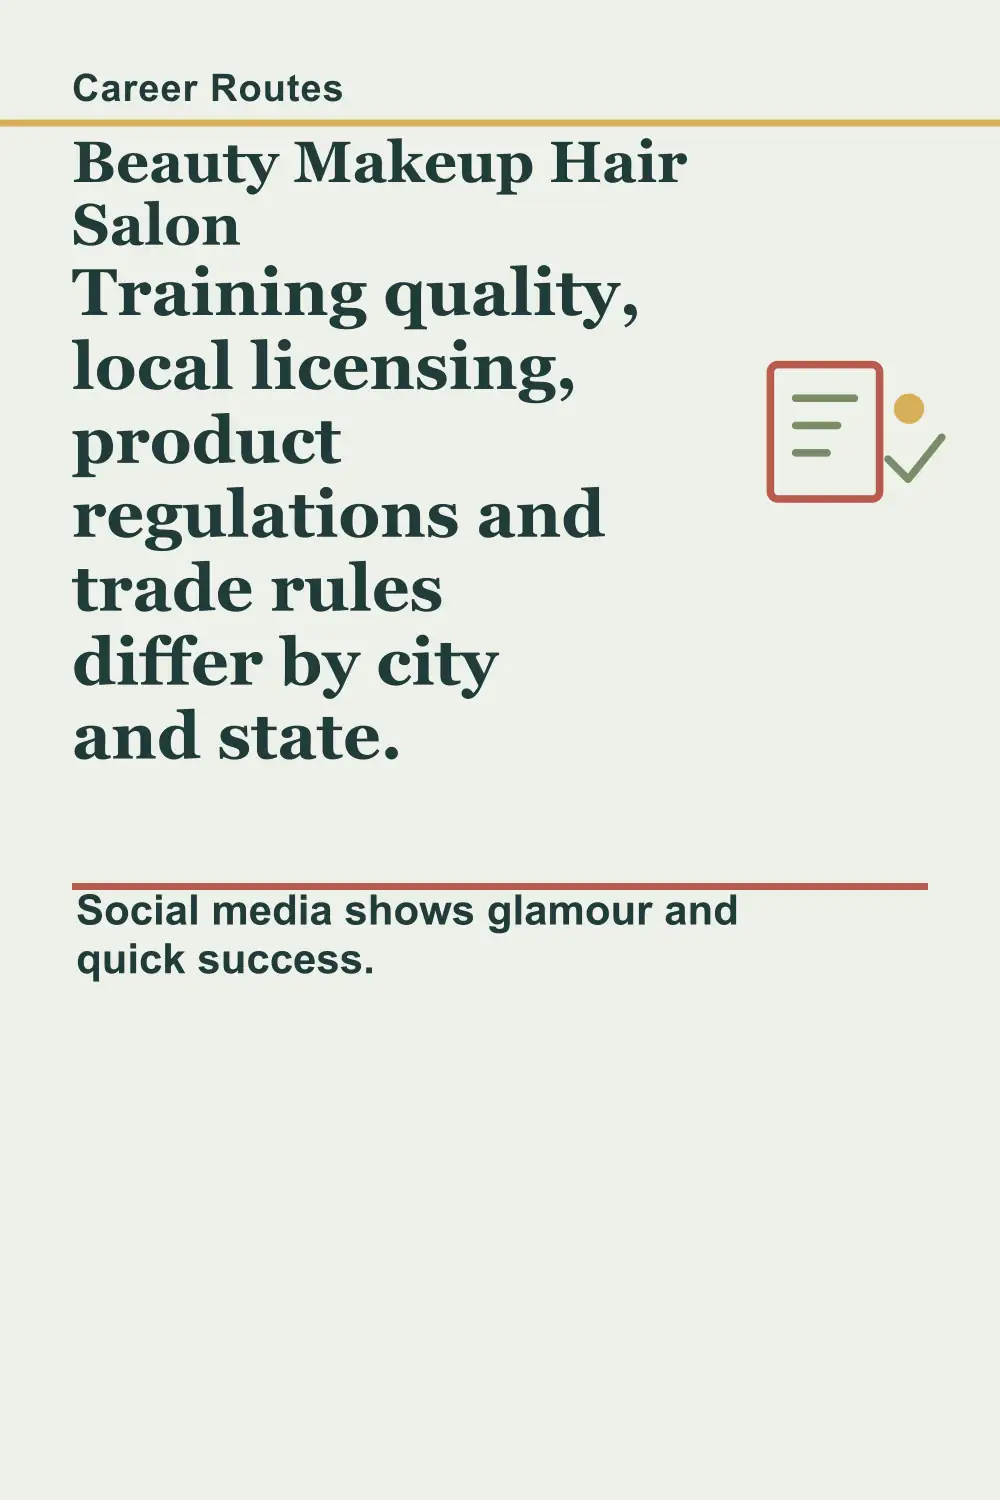 Career Routes
Beauty Makeup Hair
Salon
Training quality,
local licensing,
product
regulations and
trade rules
differ by city
and state.
Social media shows glamour and
quick success.